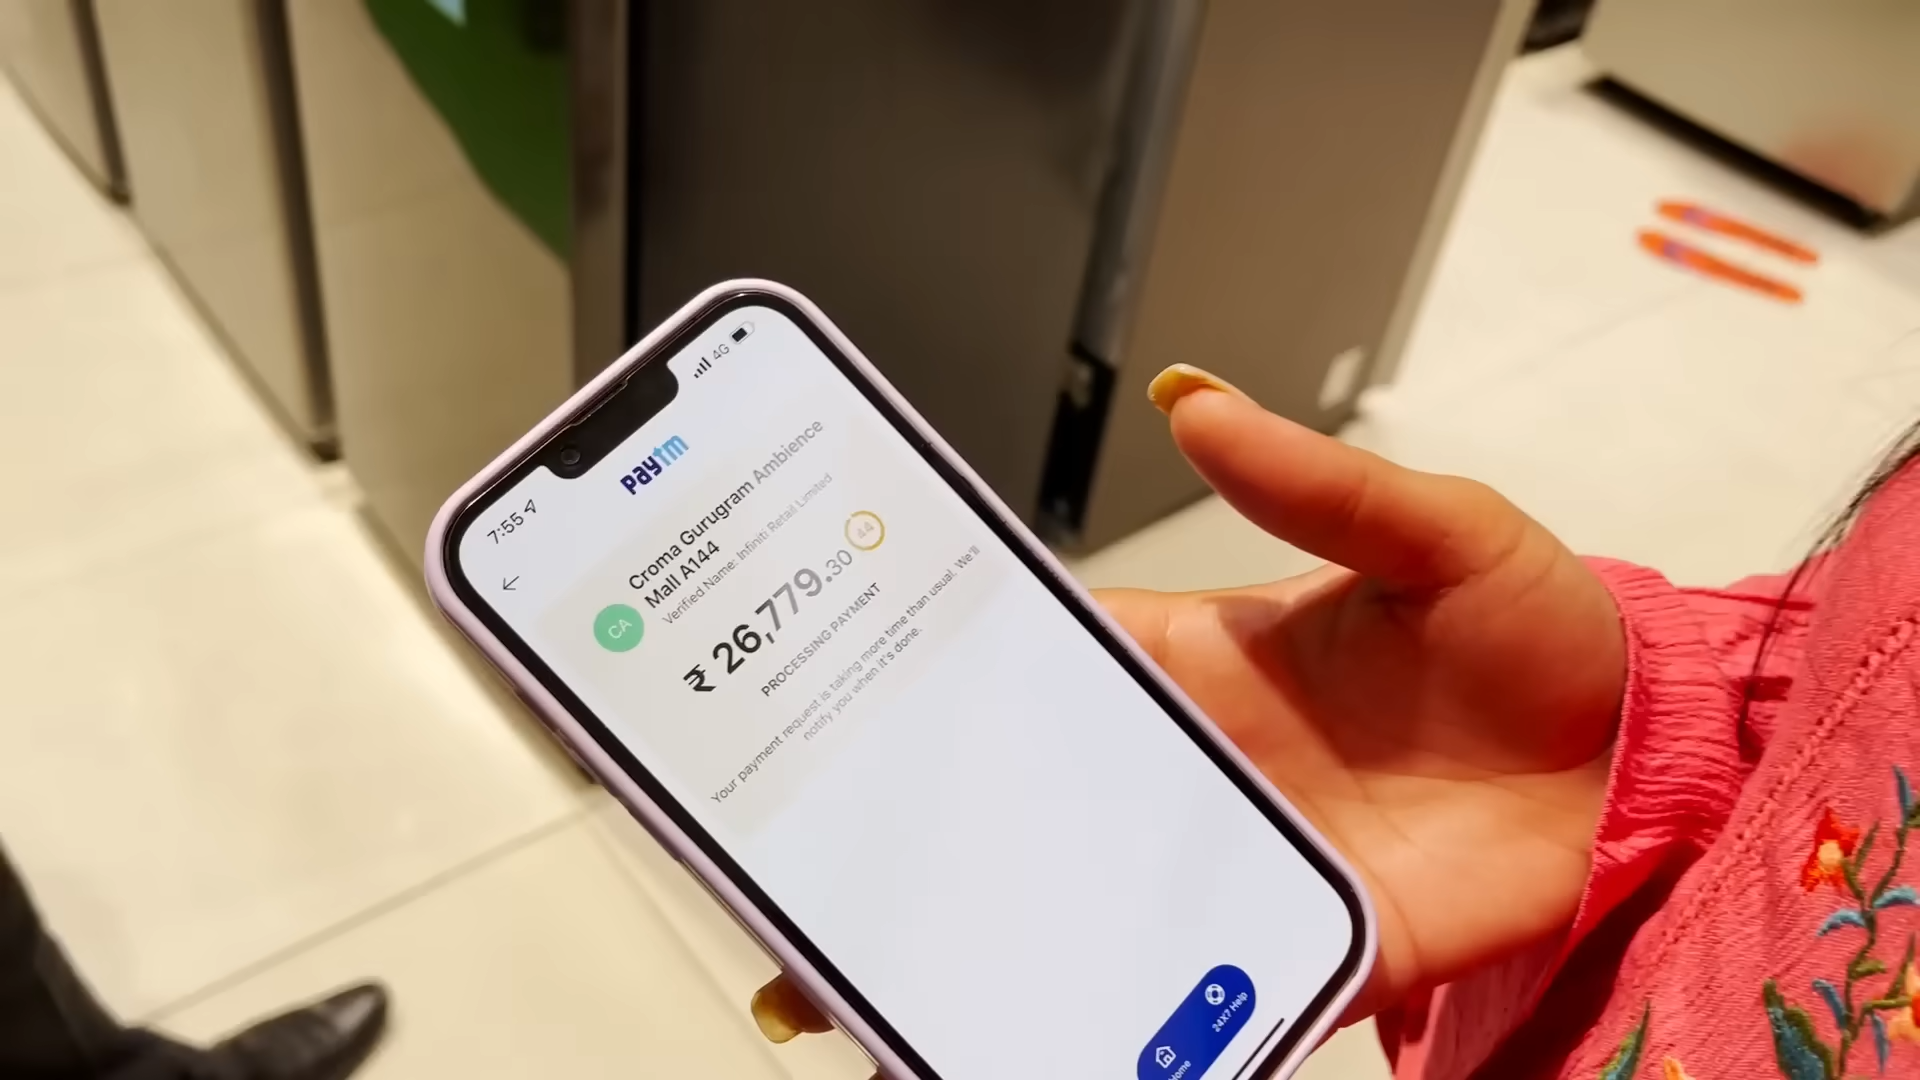 7:55
4G
paytm
CA
Croma Gurugram Ambience
Mall A144
Verified Name: Infiniti Retail Limited
₹ 26,779.30
44
PROCESSING PAYMENT
Your payment request is taking more time than usual. We'll
notify you when it's done.
Home
24X7 Help